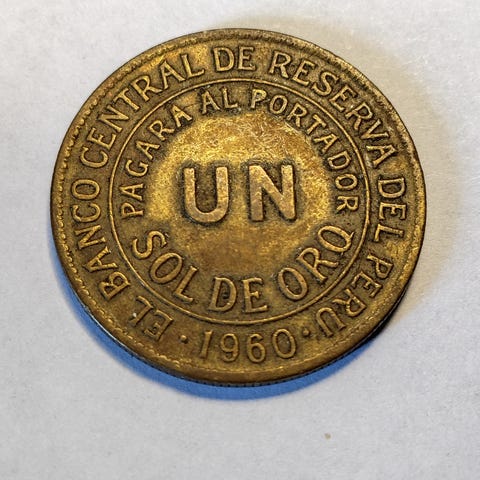 EL BANCO CENTRAL DE RESERVA DEL PERU
PAGARA AL PORTADOR
UN
SOL DE ORO
· 1960 ·